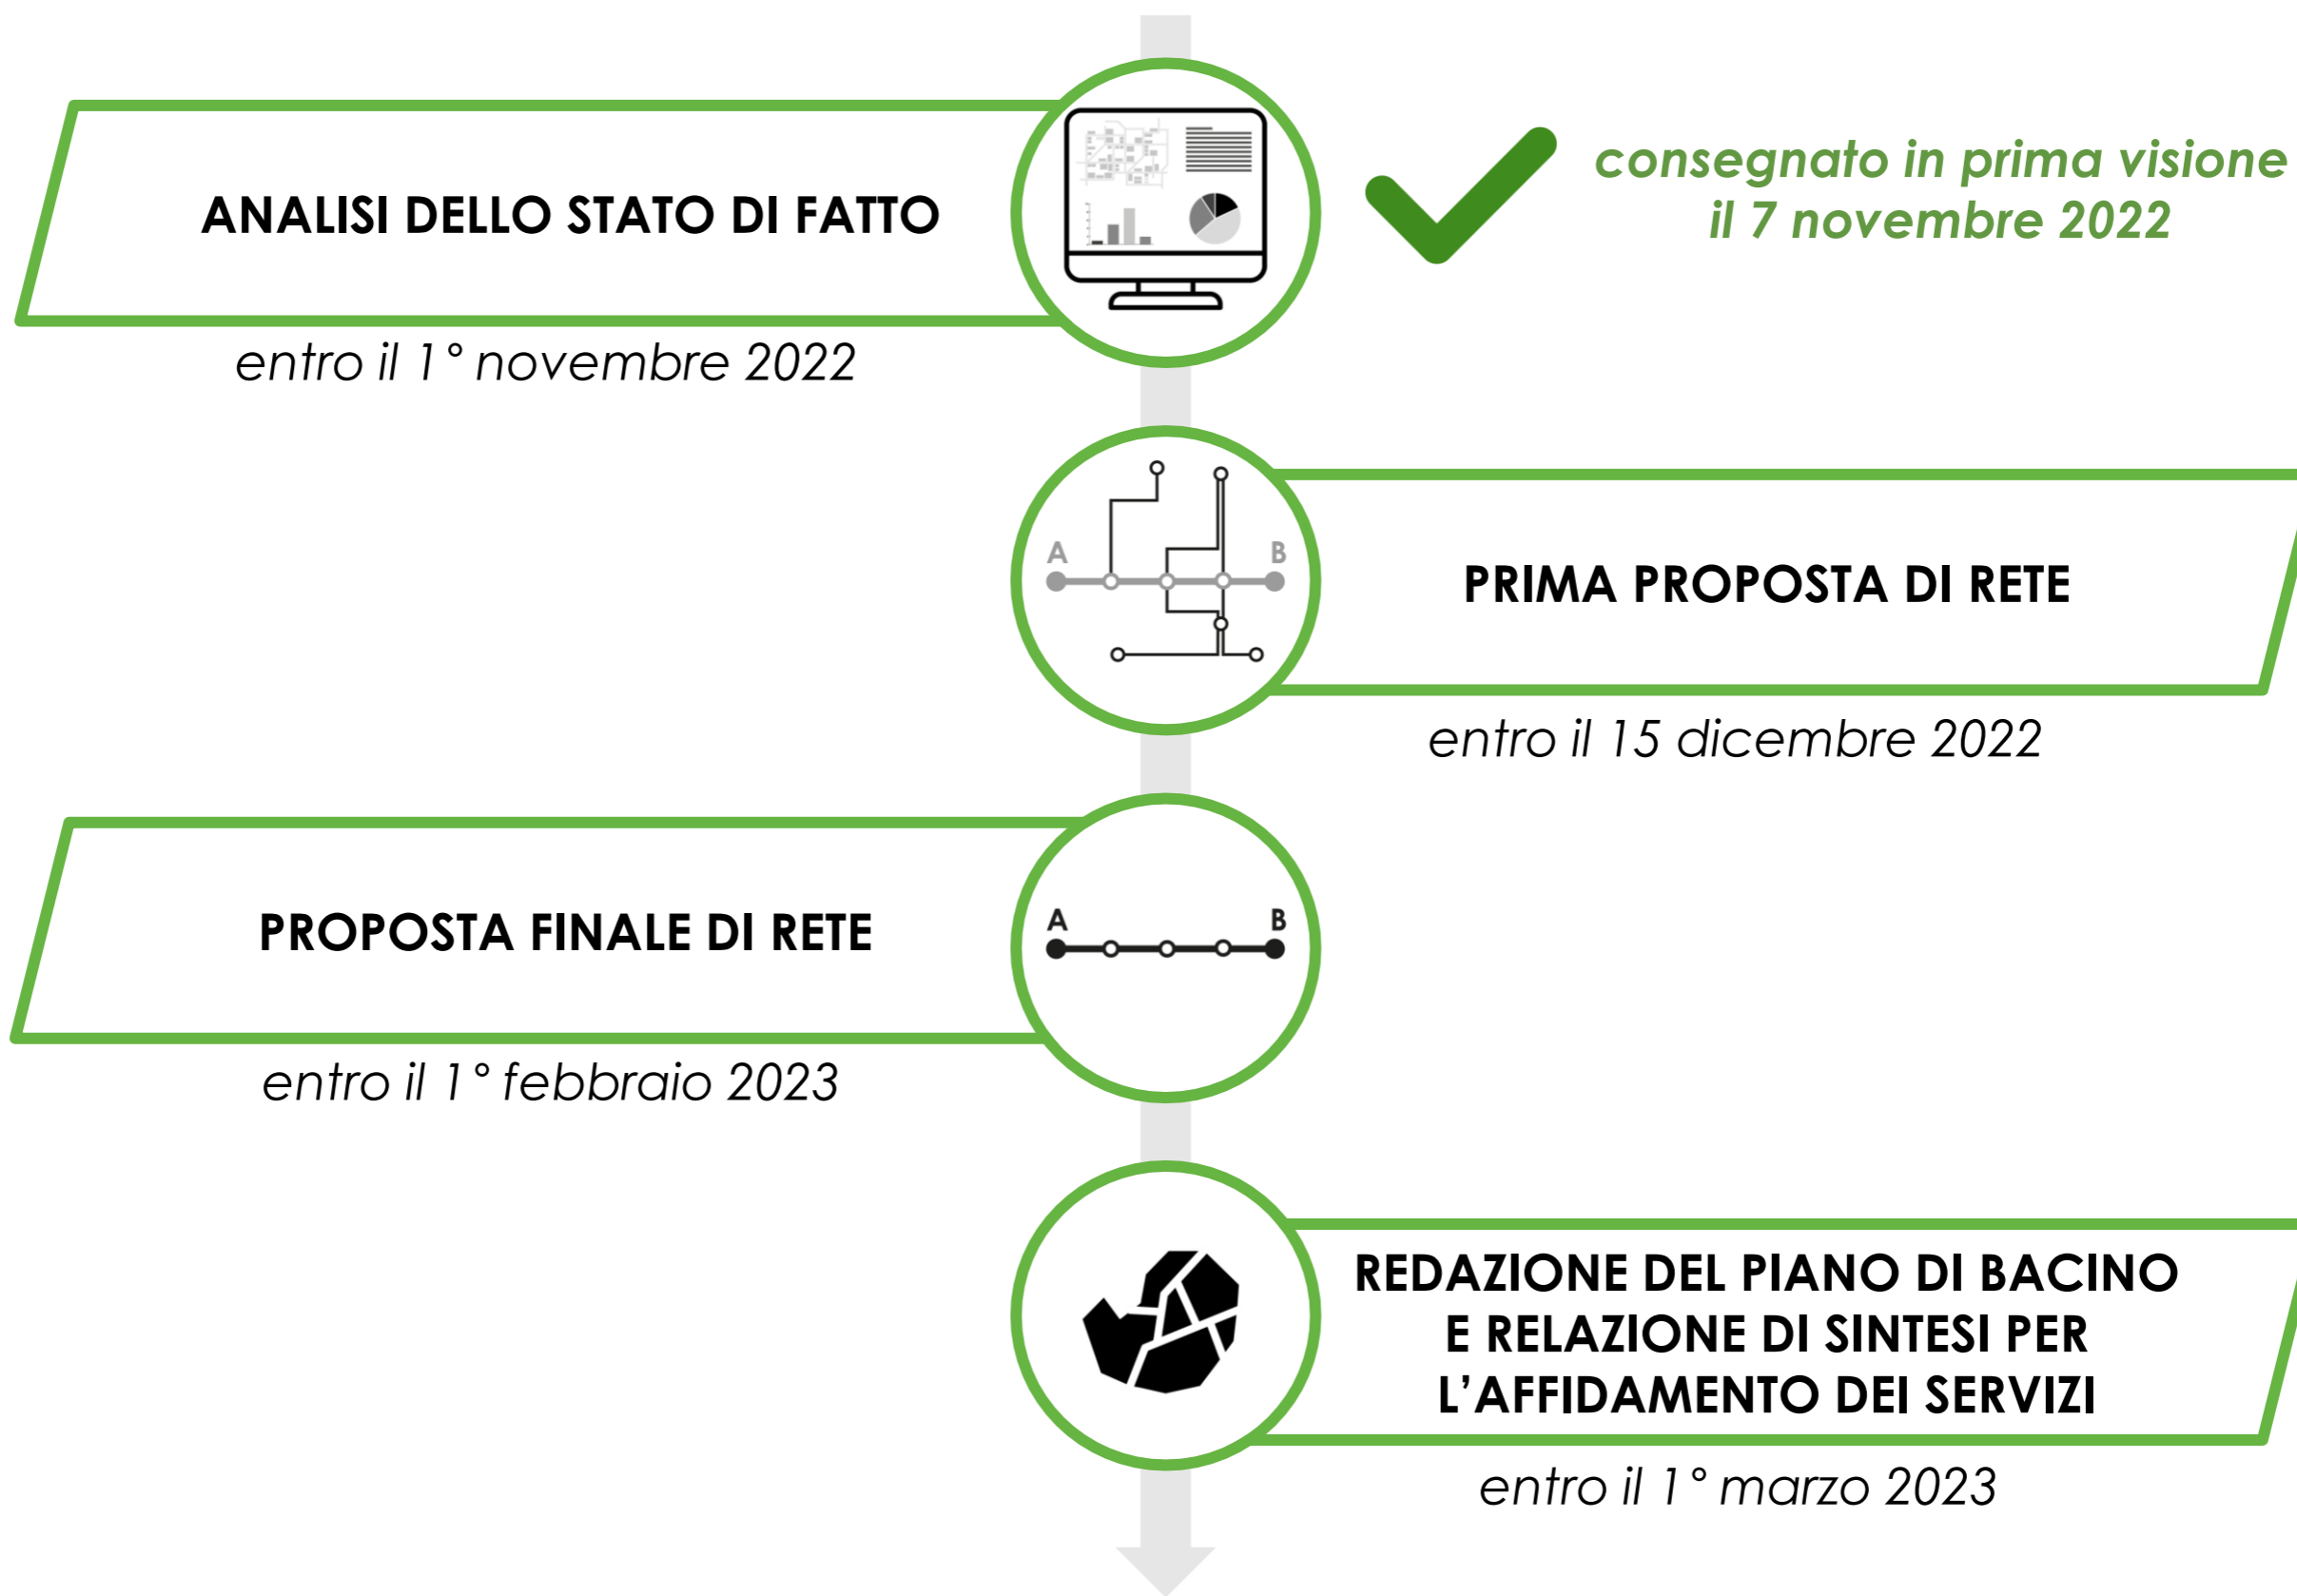 ANALISI DELLO STATO DI FATTO
entro il 1° novembre 2022
consegnato in prima visione
il 7 novembre 2022
A
B
PRIMA PROPOSTA DI RETE
entro il 15 dicembre 2022
PROPOSTA FINALE DI RETE
entro il 1° febbraio 2023
A
B
REDAZIONE DEL PIANO DI BACINO
E RELAZIONE DI SINTESI PER
L’AFFIDAMENTO DEI SERVIZI
entro il 1° marzo 2023